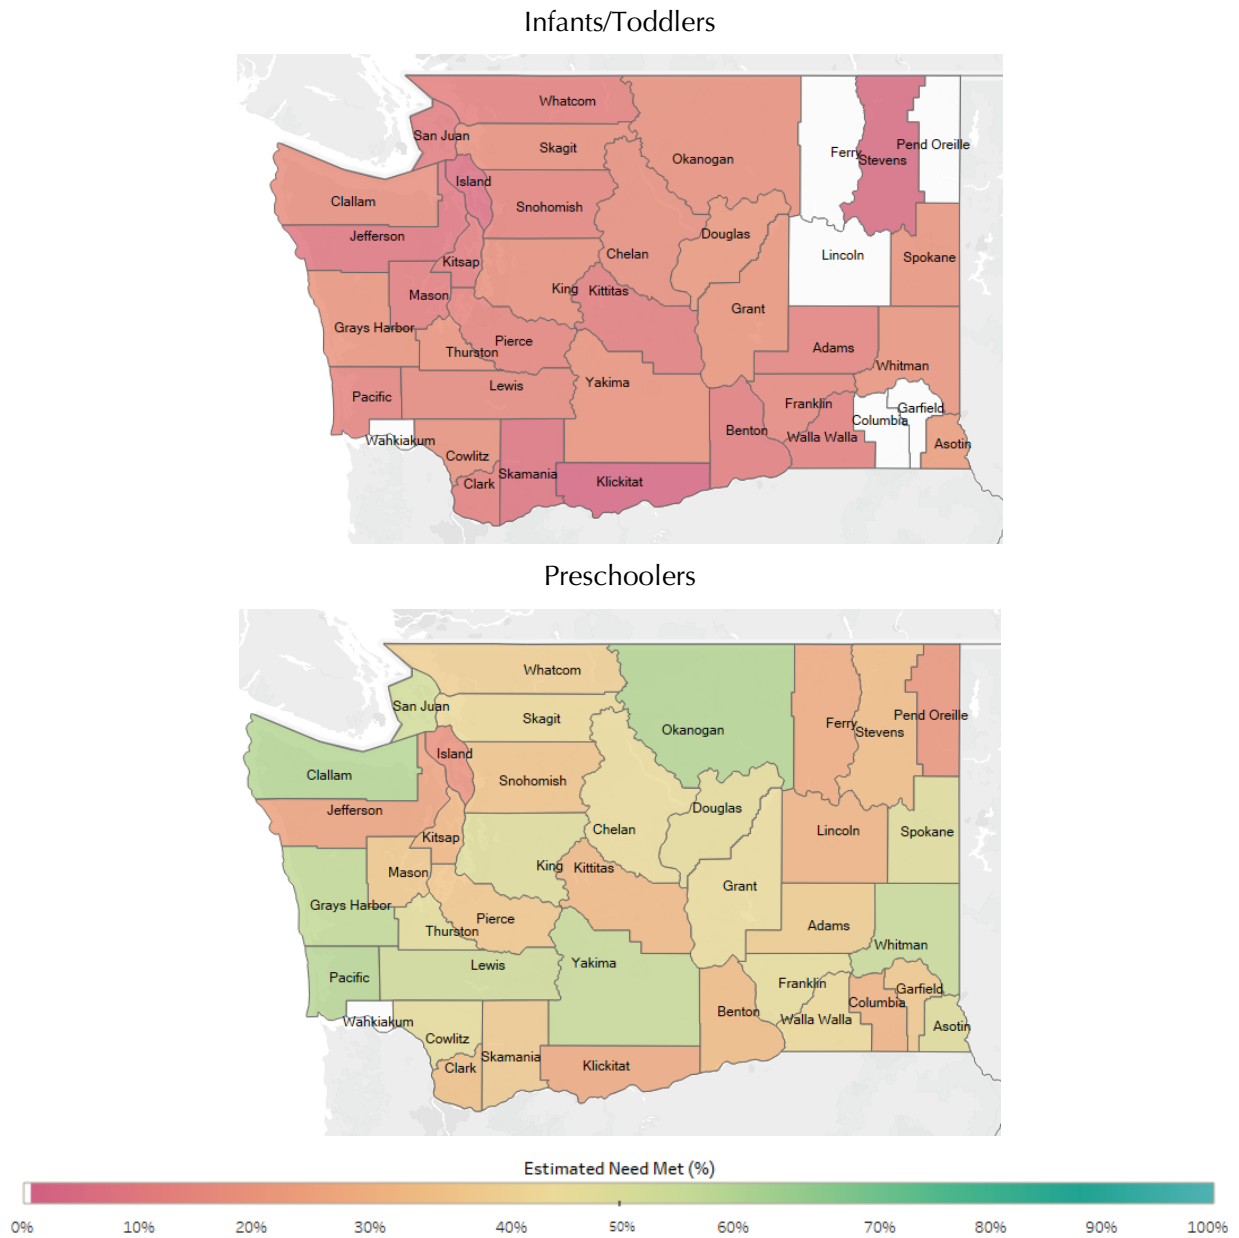 Infants/Toddlers
Whatcom
San Juan
Skagit
Okanogan
Ferry
Stevens
Pend Oreille
Island
Clallam
Snohomish
Jefferson
Douglas
Chelan
Lincoln
Spokane
Kitsap
King
Kittitas
Mason
Grant
Grays Harbor
Pierce
Thurston
Adams
Whitman
Lewis
Yakima
Pacific
Franklin
Garfield
Columbia
Wahkiakum
Benton
Walla Walla
Asotin
Cowlitz
Skamania
Clark
Klickitat
Preschoolers
Whatcom
San Juan
Skagit
Okanogan
Ferry
Stevens
Pend Oreille
Island
Clallam
Snohomish
Jefferson
Douglas
Chelan
Lincoln
Spokane
Kitsap
King
Kittitas
Mason
Grant
Grays Harbor
Pierce
Thurston
Adams
Whitman
Lewis
Yakima
Pacific
Franklin
Garfield
Columbia
Wahkiakum
Benton
Walla Walla
Asotin
Cowlitz
Skamania
Clark
Klickitat
Estimated Need Met (%)
0% 10% 20% 30% 40% 50% 60% 70% 80% 90% 100%